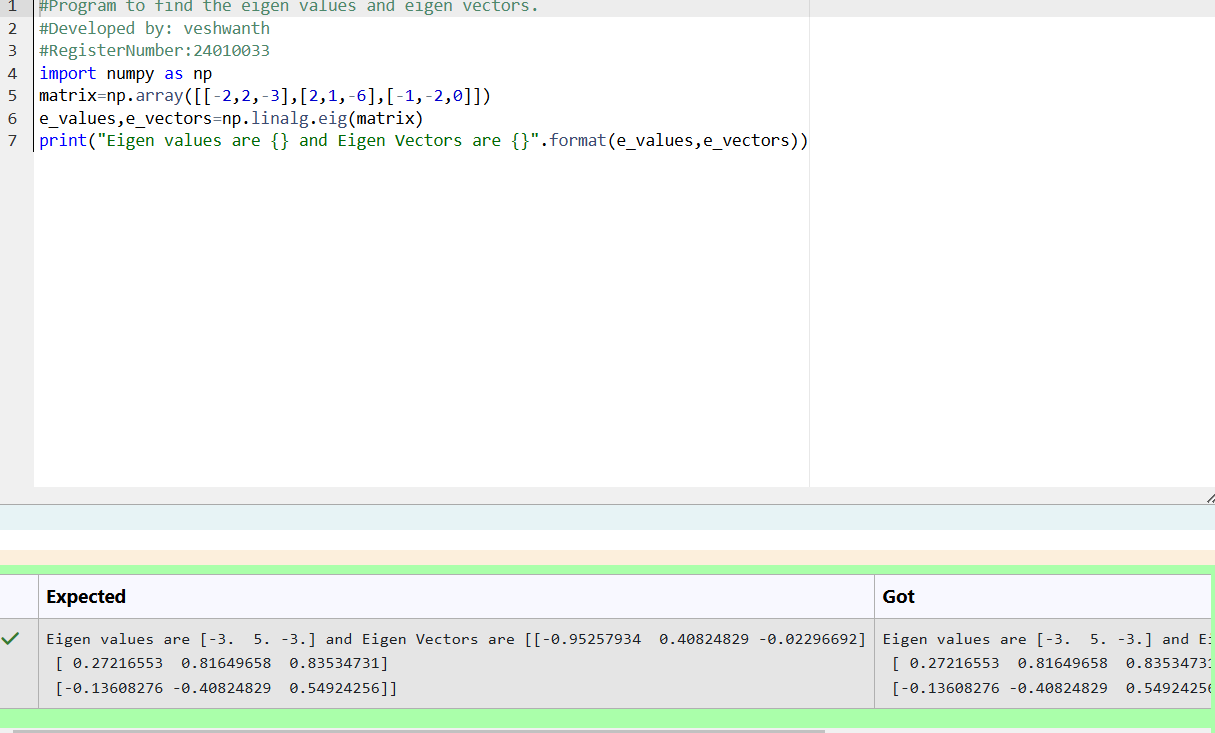 1 #Program to find the eigen values and eigen vectors.
2 #Developed by: veshwanth
3 #RegisterNumber:24010033
4 import numpy as np
5 matrix=np.array([[-2,2,-3],[2,1,-6],[-1,-2,0]])
6 e_values,e_vectors=np.linalg.eig(matrix)
7 print("Eigen values are {} and Eigen Vectors are {}".format(e_values,e_vectors))
Expected Got
Eigen values are [-3.  5. -3.] and Eigen Vectors are [[-0.95257934  0.40824829 -0.02296692] Eigen values are [-3.  5. -3.] and
[ 0.27216553  0.81649658  0.83534731] [ 0.27216553  0.81649658  0.83534731
[-0.13608276 -0.40824829  0.54924256]] [-0.13608276 -0.40824829  0.54924256